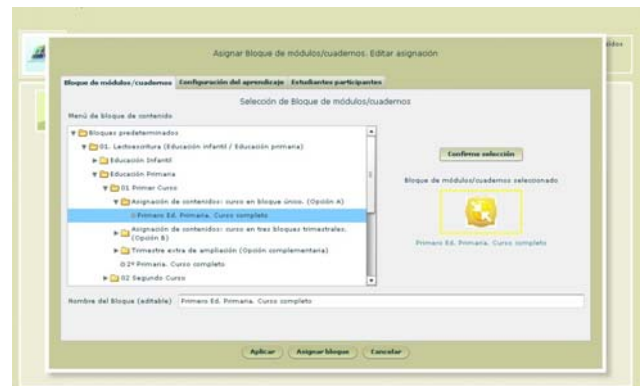 Asignar Bloque de módulos/cuadernos. Editar asignación
Bloque de módulos/cuadernos Configuración del aprendizaje Estudiantes participantes
Selección de Bloque de módulos/cuadernos
Menú de bloque de contenido
Bloques predeterminados
01. Lectoescritura (Educación infantil / Educación primaria)
Educación Infantil
Educación Primaria
01 Primer Curso
Asignación de contenidos: curso en bloque único. (Opción A)
Primero Ed. Primaria. Curso completo
Asignación de contenidos: curso en tres bloques trimestrales.
(Opción B)
Trimestre extra de ampliación (Opción complementaria)
2º Primaria. Curso completo
02 Segundo Curso
Confirma selección
Bloque de módulos/cuadernos seleccionado
Primero Ed. Primaria. Curso completo
Nombre del Bloque (editable) Primero Ed. Primaria. Curso completo
Aplicar Asignar bloque Cancelar